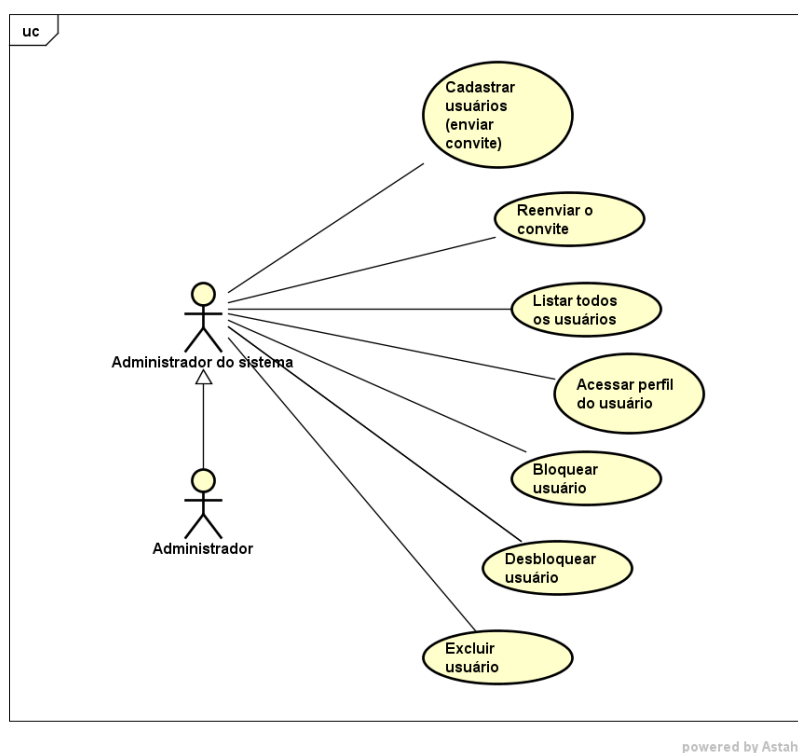 uc
Cadastrar
usuários
(enviar
convite)
Reenviar o
convite
Listar todos
os usuários
Administrador do sistema
Acessar perfil
do usuário
Bloquear
usuário
Administrador
Desbloquear
usuário
Excluir
usuário
powered by Astah